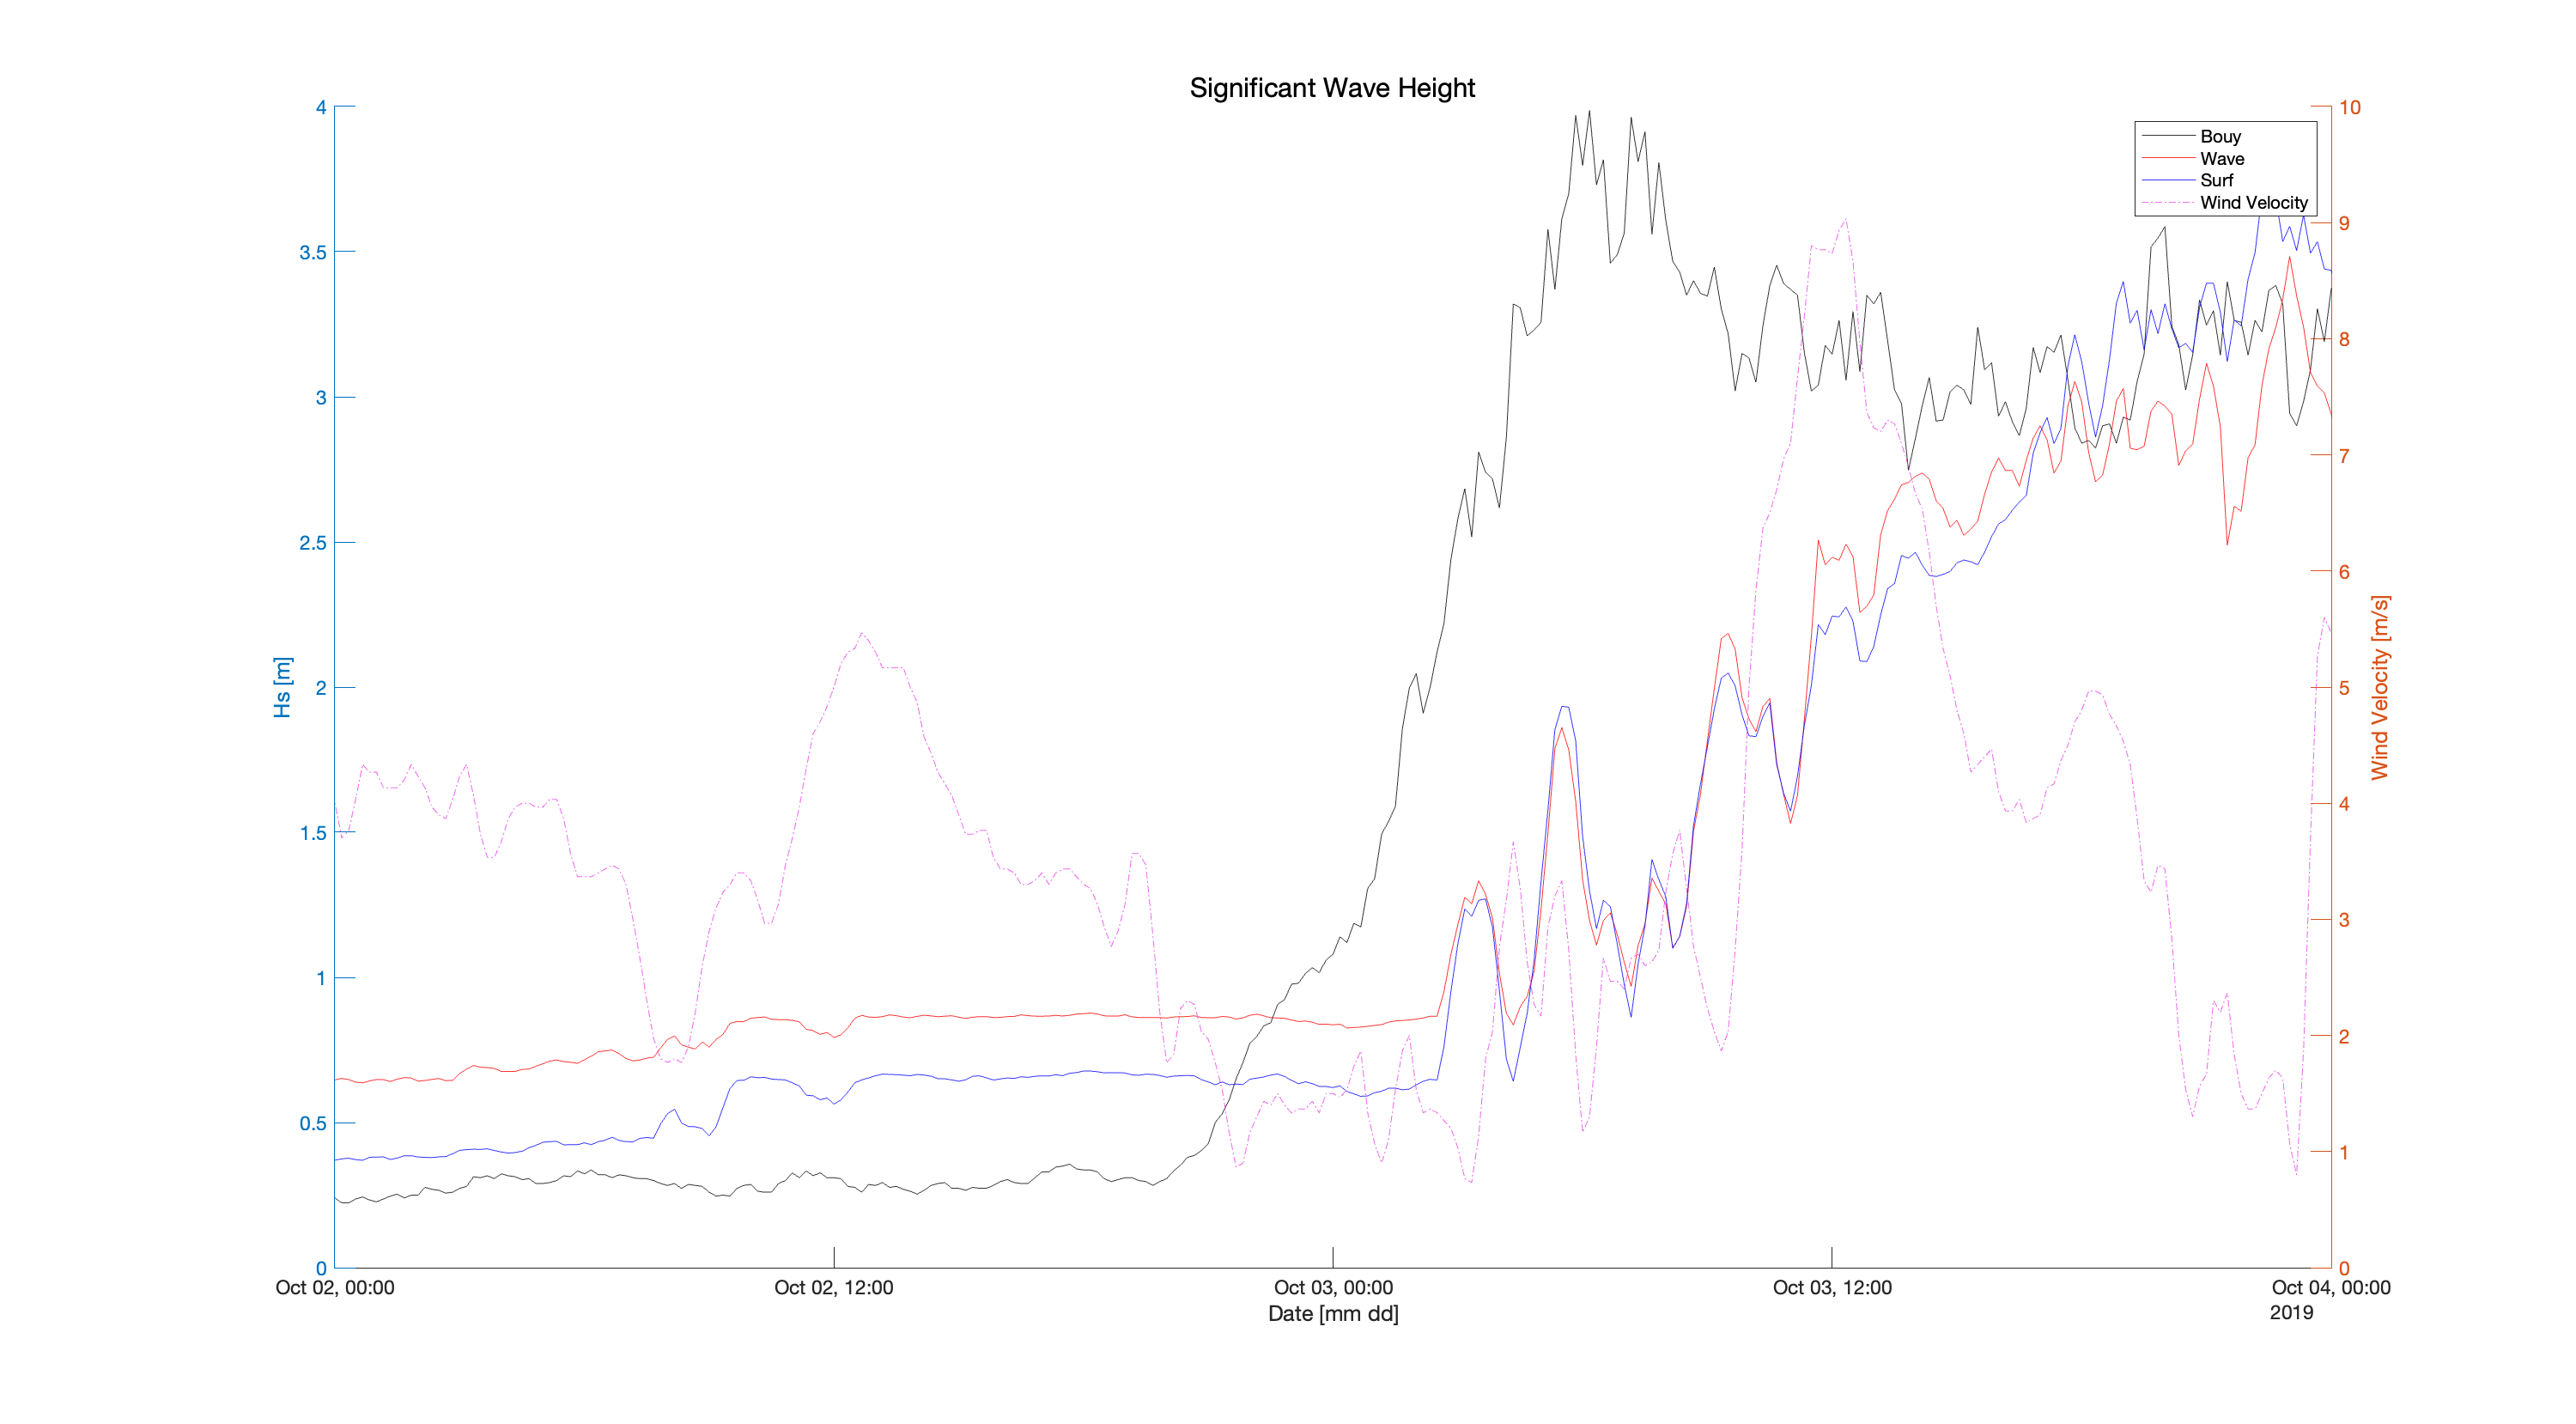 Significant Wave Height
4
3.5
3
2.5
2
1.5
1
0.5
0
Hs [m]
10
9
8
7
6
5
4
3
2
1
0
Wind Velocity [m/s]
Bouy
Wave
Surf
Wind Velocity
Oct 02, 00:00
Oct 02, 12:00
Oct 03, 00:00
Oct 03, 12:00
Oct 04, 00:00
2019
Date [mm dd]